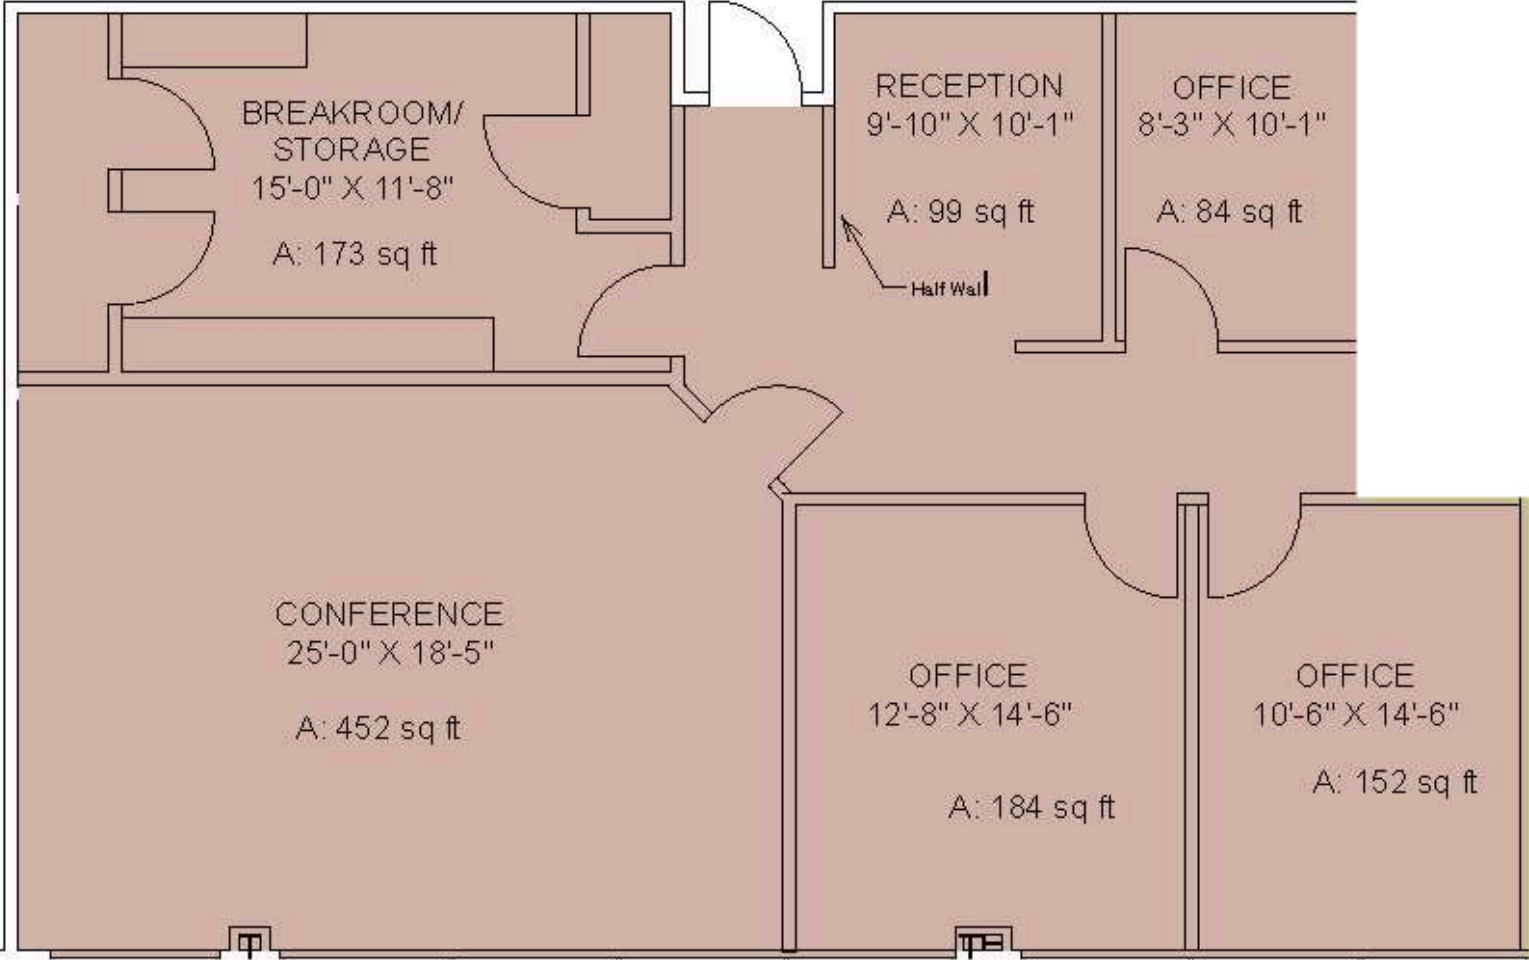 BREAKROOM/
STORAGE
15'-0" X 11'-8"
A: 173 sq ft
RECEPTION
9'-10" X 10'-1"
A: 99 sq ft
Half Wall
OFFICE
8'-3" X 10'-1"
A: 84 sq ft
CONFERENCE
25'-0" X 18'-5"
A: 452 sq ft
OFFICE
12'-8" X 14'-6"
A: 184 sq ft
OFFICE
10'-6" X 14'-6"
A: 152 sq ft